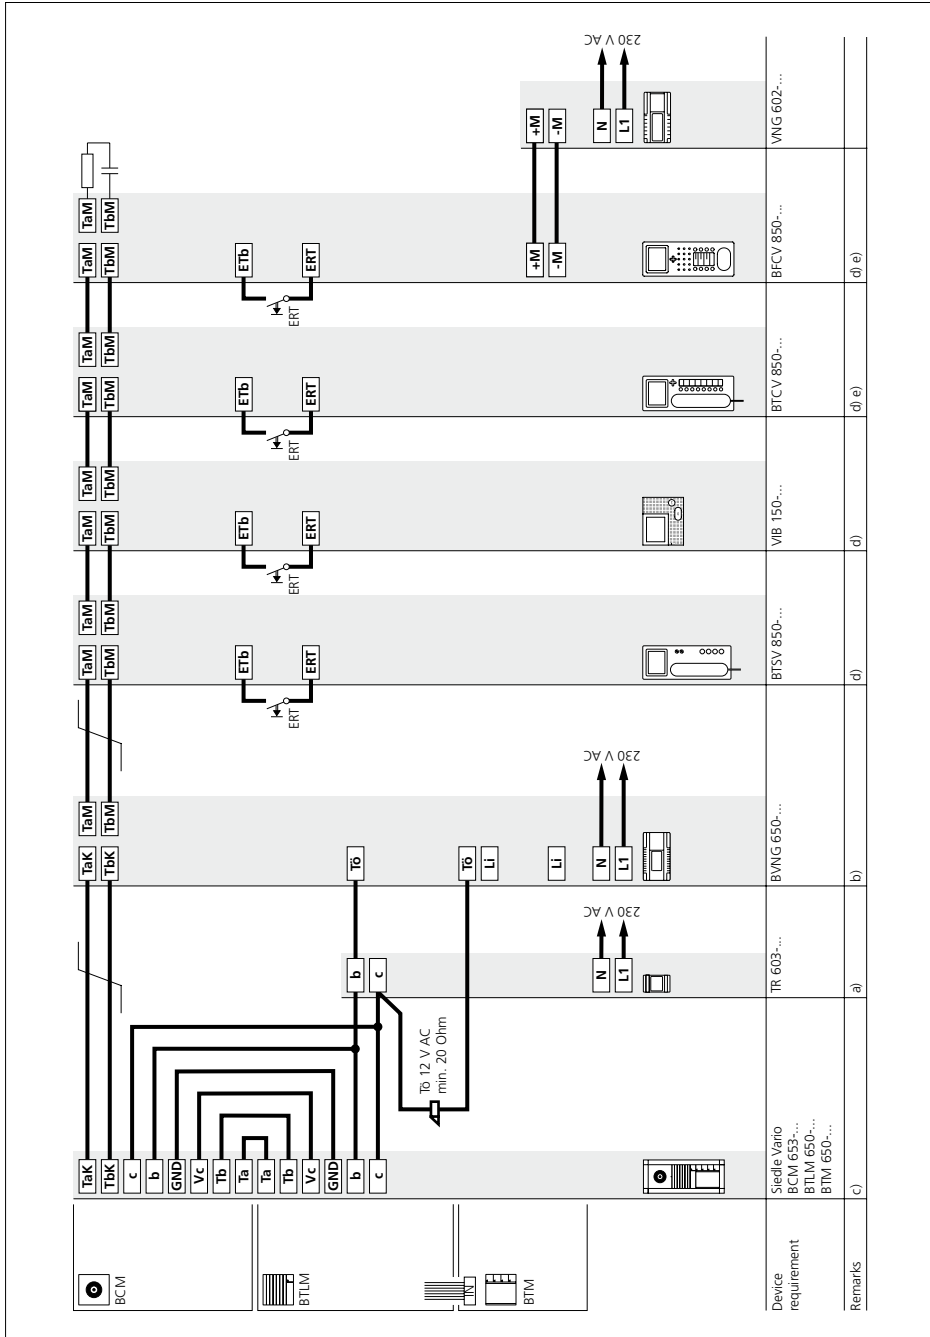 TaK TaK TaM TaM TaM TaM TaM TaM TaM TaM TaM
TbK TbK TbM TbM TbM TbM TbM TbM TbM TbM TbM
BCM
c
b
GND
Vc
Tb
Ta ETb ETb ETb ETb
Ta
Tb
ERT ERT ERT ERT
BTLM
Vc ERT ERT ERT ERT
GND
b b Tö
c c
Tö 12 V AC
min. 20 Ohm
IN Tö
Li
BTM
+M +M
Li -M -M
N N N
L1 L1 L1
230 V AC
230 V AC
230 V AC
Device
requirement
Siedle Vario
BCM 653-...
BTLM 650-...
BTM 650-...
TR 603-...
BVNG 650-...
BTSV 850-...
VIB 150-...
BTCV 850-...
BFCV 850-...
VNG 602-...
Remarks c) a) b) d) d) d) e) d) e)